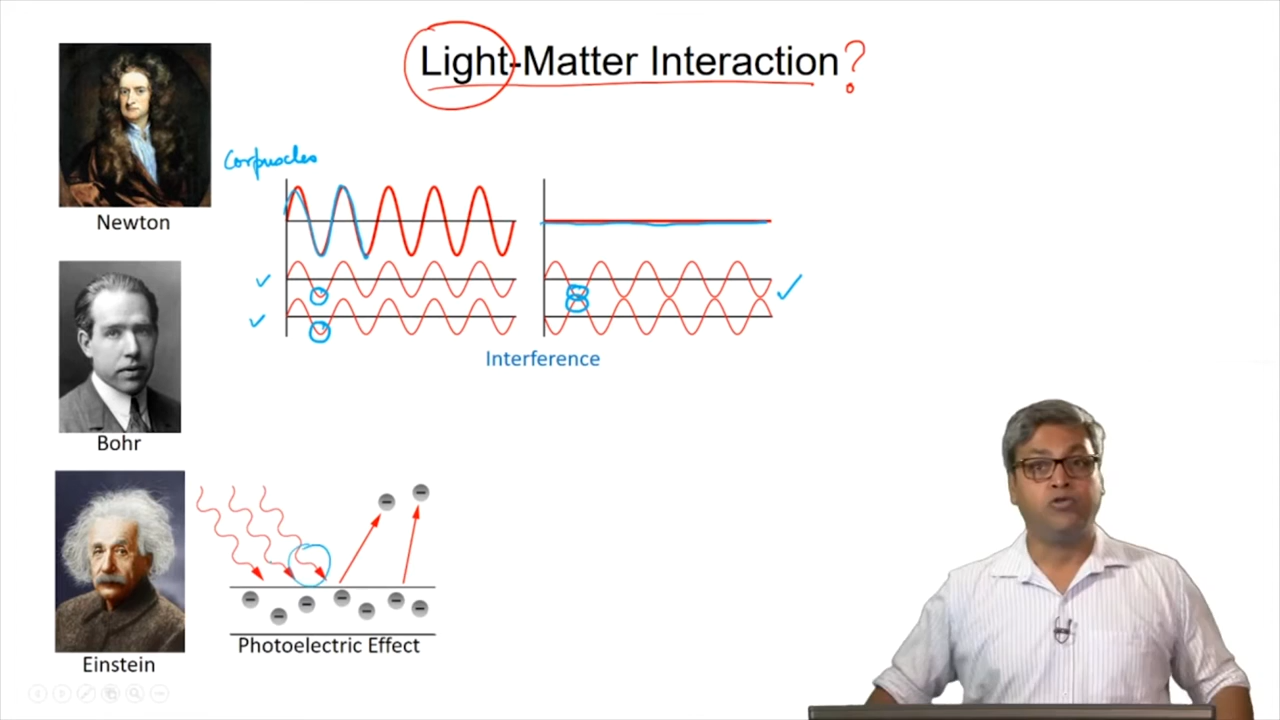 Light-Matter Interaction?
Corpuscles
Newton
Interference
Bohr
Photoelectric Effect
Einstein